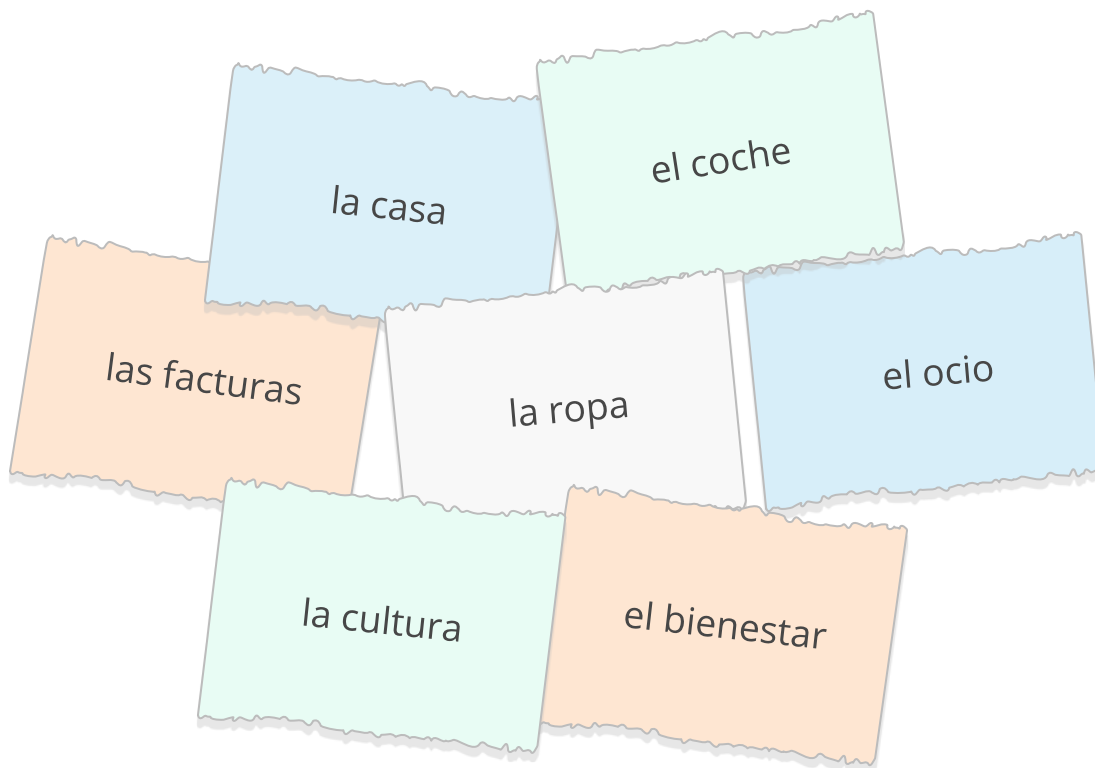 la casa
el coche
las facturas
la ropa
el ocio
la cultura
el bienestar